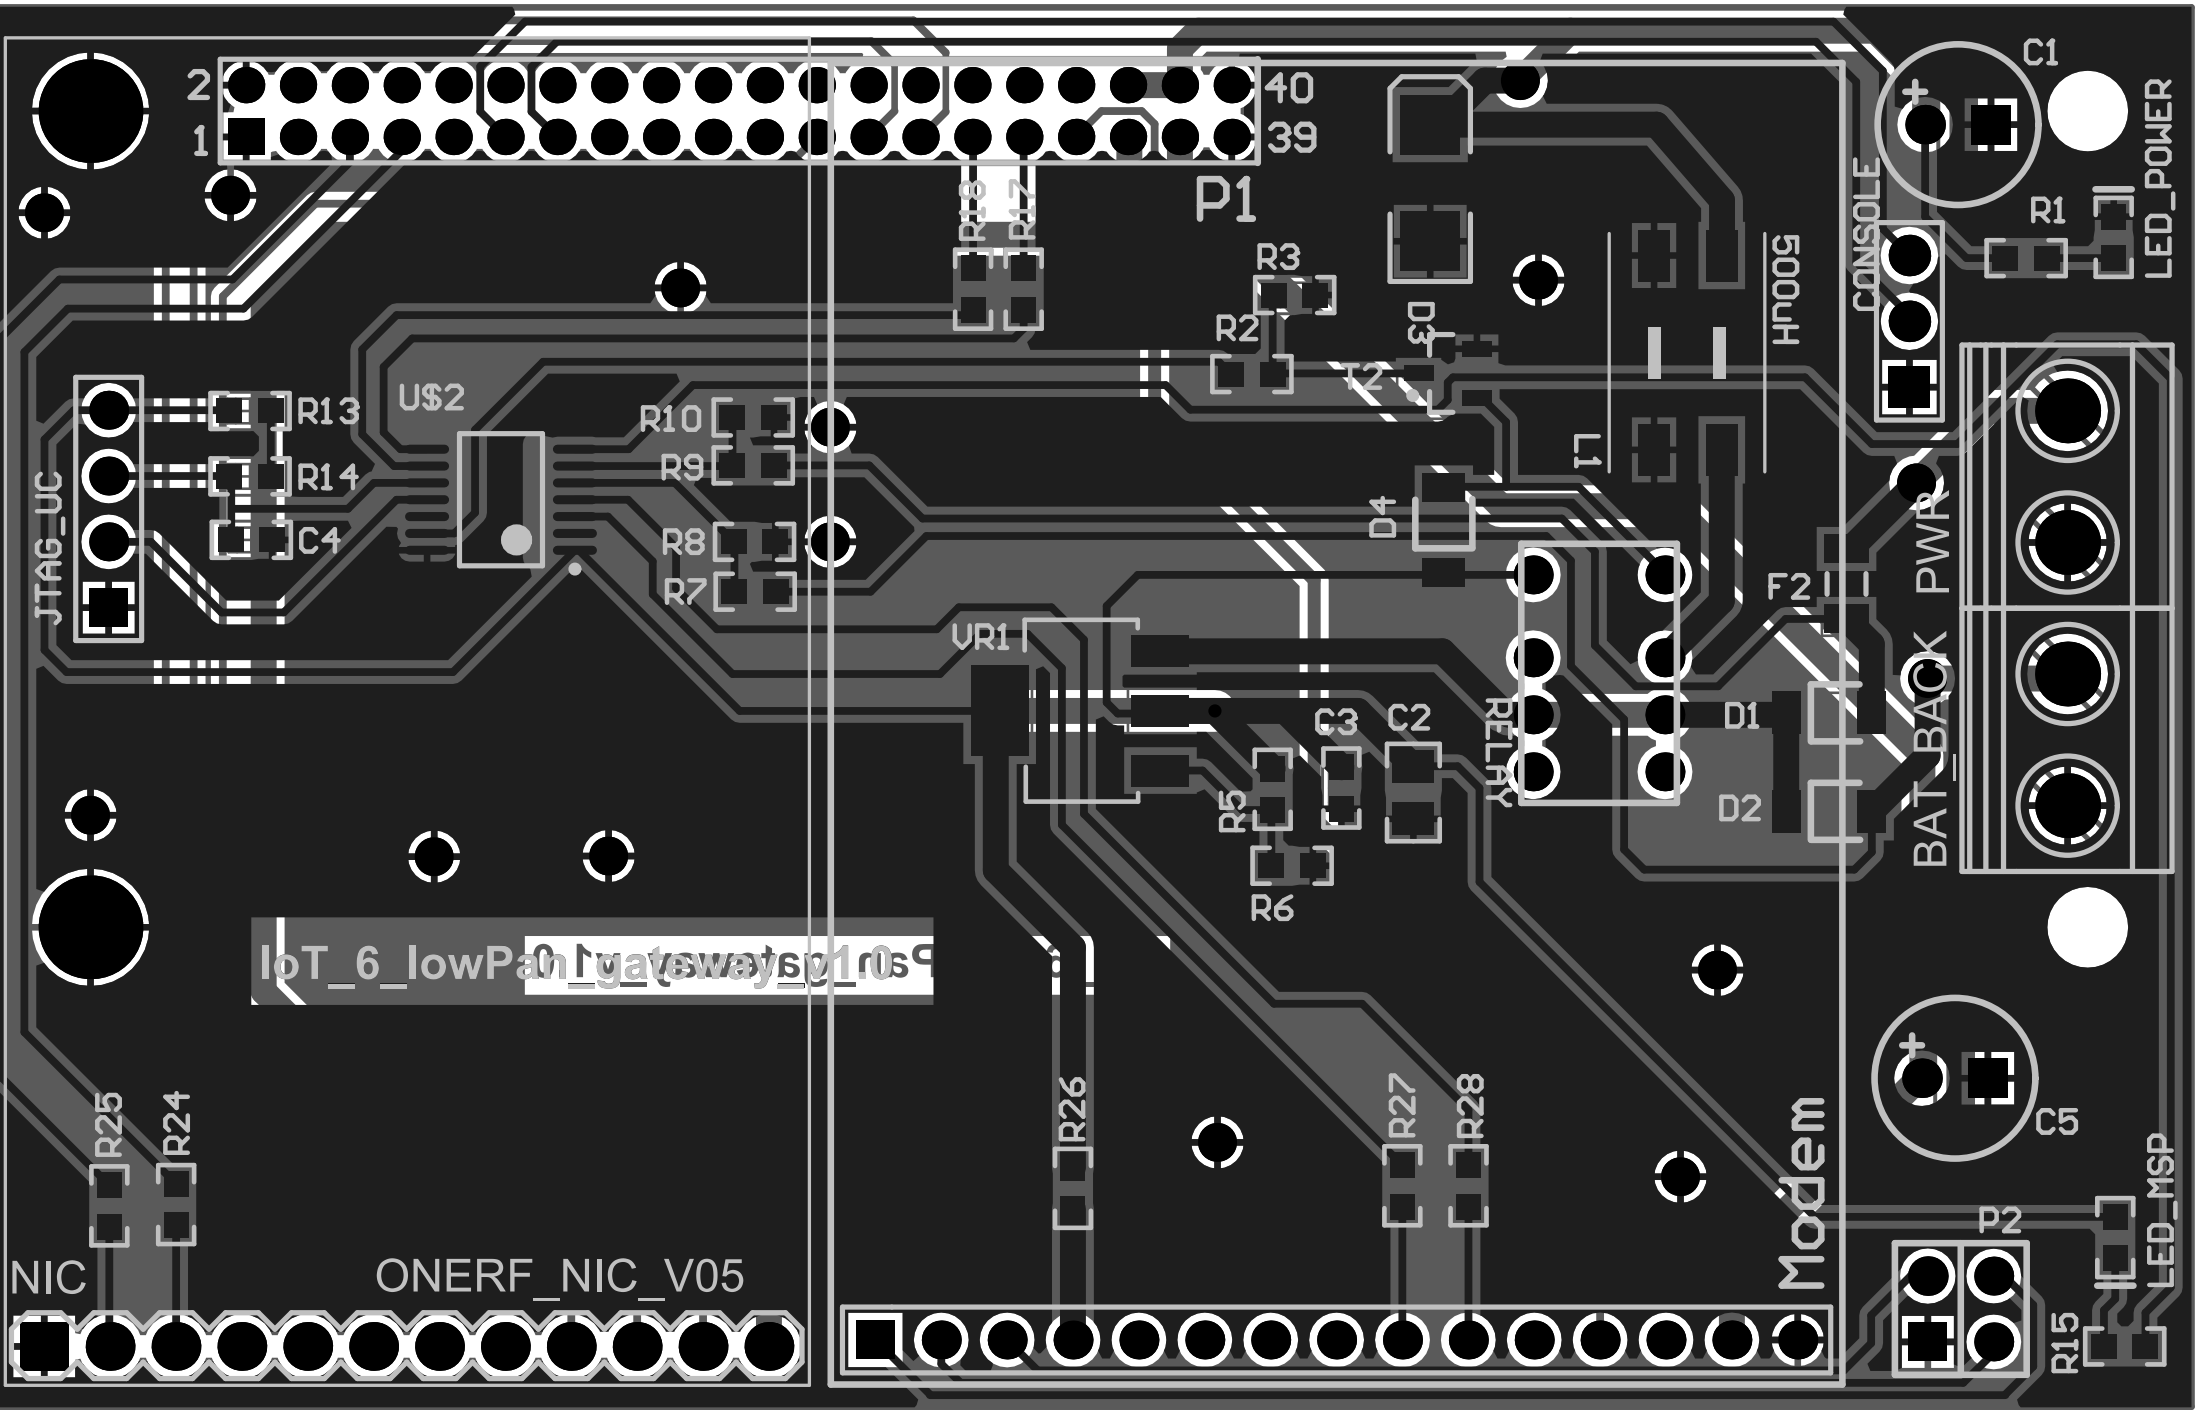 C1
2
40
1
39
LED_POWER
P1
R18
R17
CONSOLE
R1
R3
500uH
D3
R2
T2
U$2
R13
R10
L1
R9
R14
JTAG_UC
D4
PWR
C4
R8
R7
F2
VR1
BAT_BACK
C3
C2
RELAY
D1
R5
D2
R6
IoT_6_lowPan_gateway_v1.0
R25
R24
R26
R27
R28
Modem
C5
LED_MSP
P2
NIC
ONERF_NIC_V05
R15